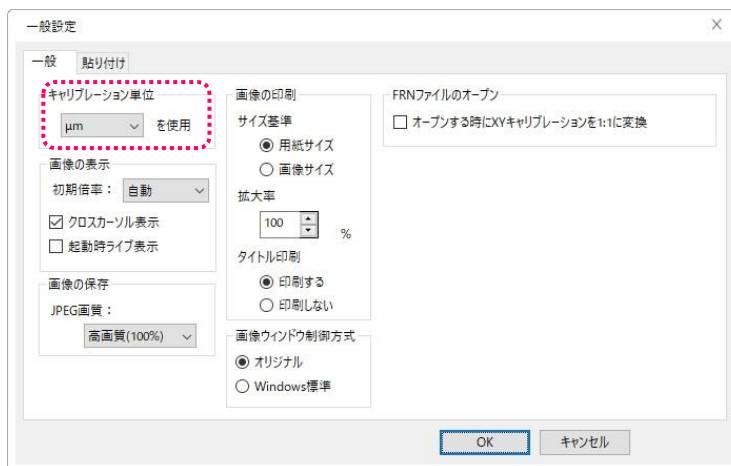 一般設定
一般
貼り付け
キャリブレーション単位
μm
を使用
画像の表示
初期倍率：
自動
クロスカーソル表示
起動時ライブ表示
画像の保存
JPEG画質：
高画質(100%)
画像の印刷
サイズ基準
用紙サイズ
画像サイズ
拡大率
100
%
タイトル印刷
印刷する
印刷しない
画像ウィンドウ制御方式
オリジナル
Windows標準
FRNファイルのオープン
オープンする時にXYキャリブレーションを1:1に変換
OK
キャンセル